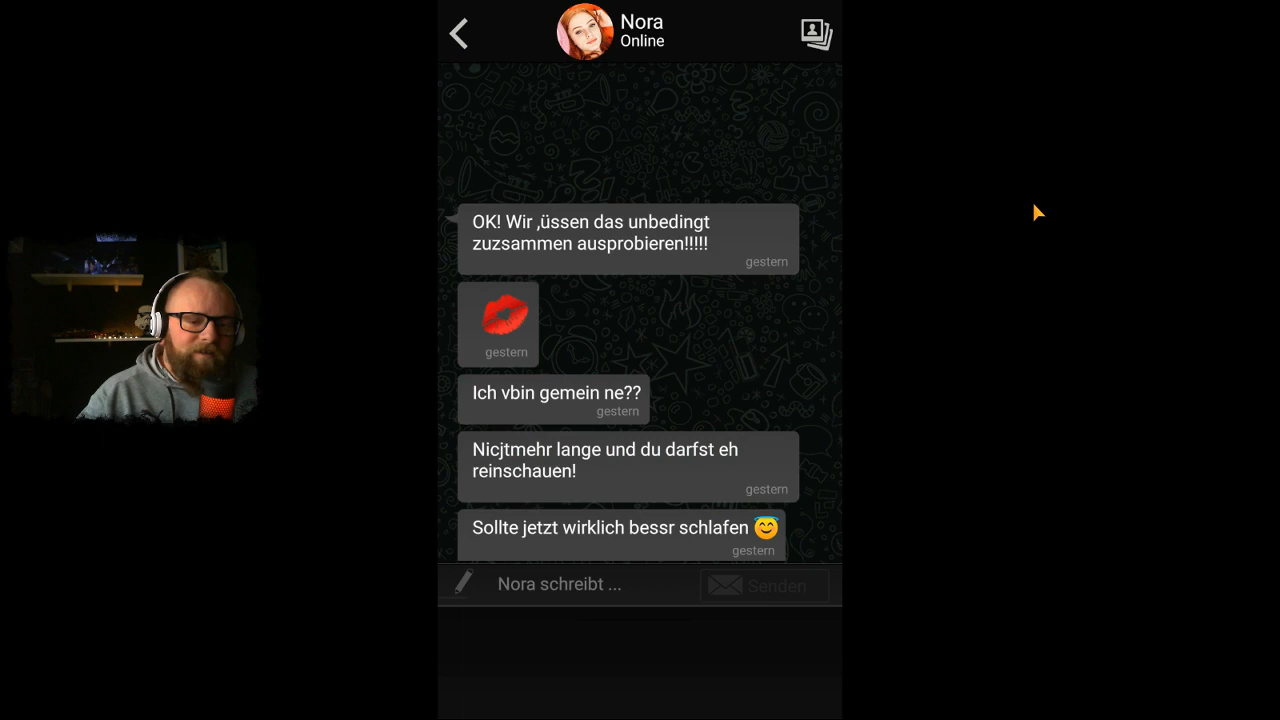 Nora
Online
OK! Wir ,üssen das unbedingt
zuzsammen ausprobieren!!!!!
gestern
gestern
Ich vbin gemein ne??
gestern
Nicjtmehr lange und du darfst eh
reinschauen!
gestern
Sollte jetzt wirklich bessr schlafen 😇
gestern
Nora schreibt ...
Senden